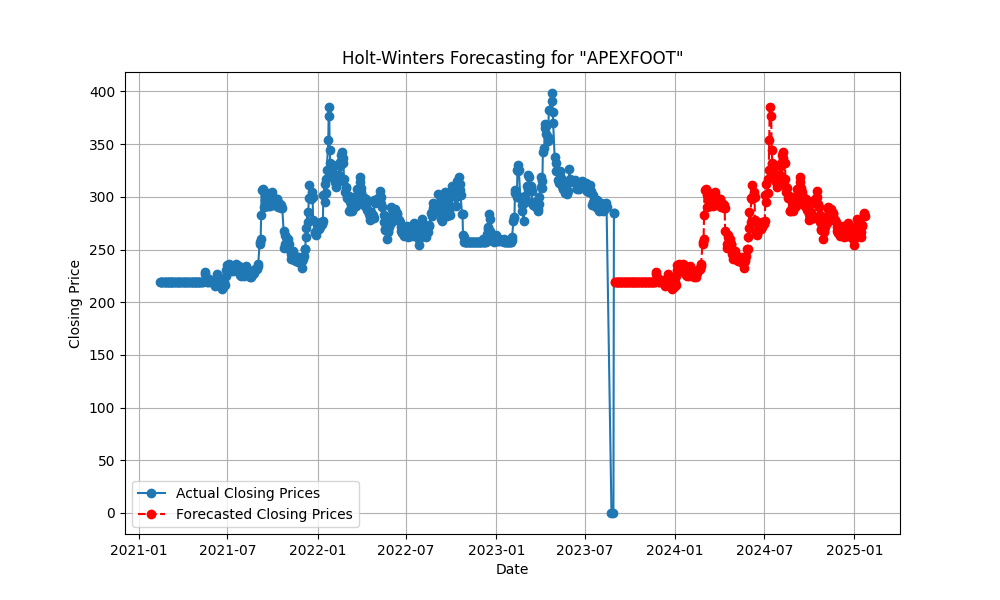 Holt-Winters Forecasting for "APEXFOOT"
400
350
300
250
200
150
100
50
0
Closing Price
Actual Closing Prices
Forecasted Closing Prices
2021-01 2021-07 2022-01 2022-07 2023-01 2023-07 2024-01 2024-07 2025-01
Date